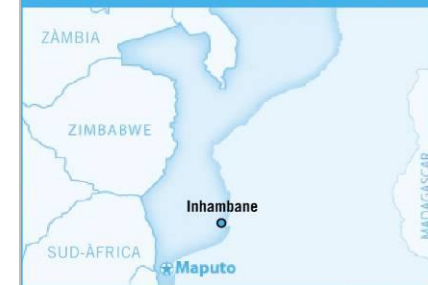 ZÀMBIA
ZIMBABWE
MADAGASCAR
Inhambane
SUD-ÀFRICA
Maputo